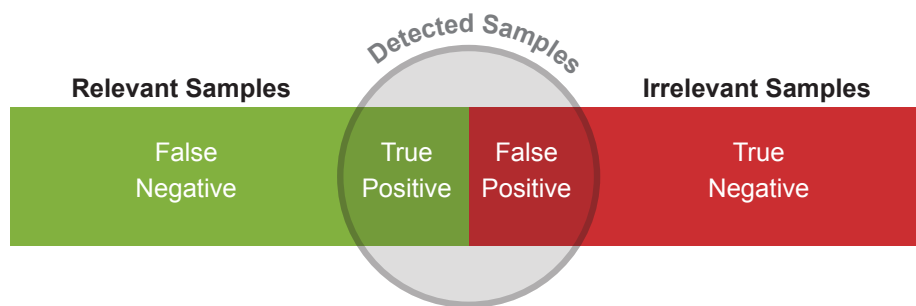 Detected Samples
Relevant Samples
Irrelevant Samples
False
Negative
True
Positive
False
Positive
True
Negative